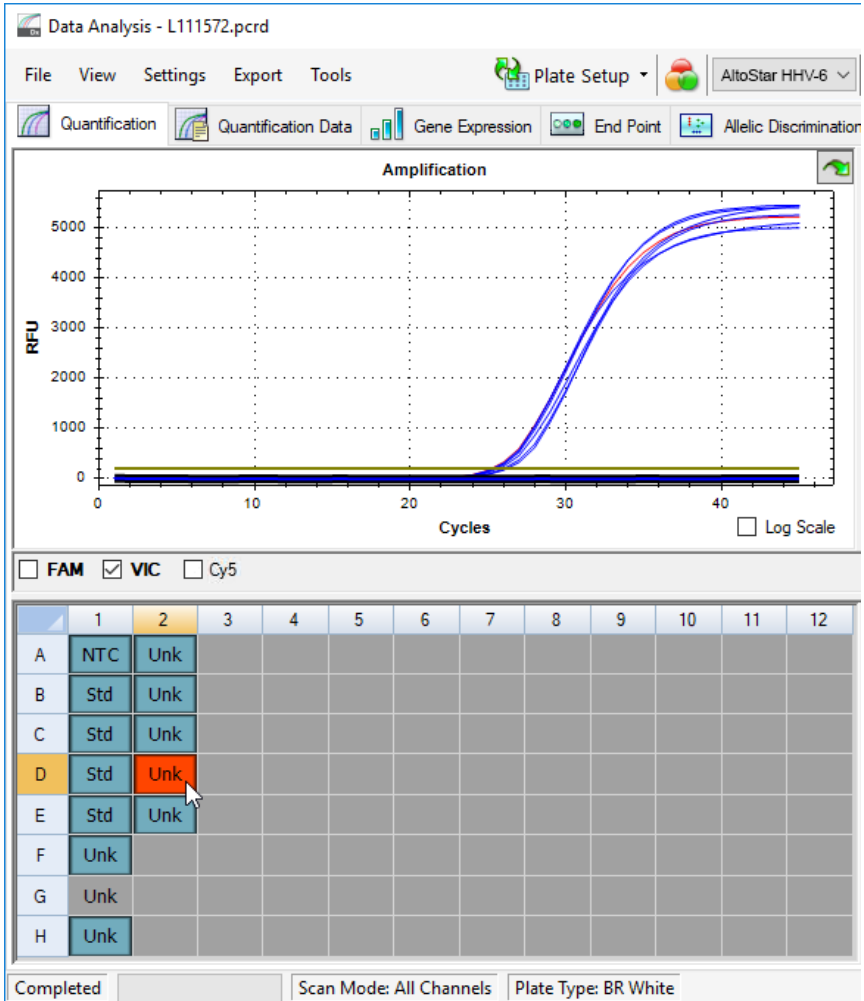 Data Analysis - L111572.pcrd
File View Settings Export Tools Plate Setup AltoStar HHV-6
Quantification Quantification Data Gene Expression End Point Allelic Discrimination
Amplification
5000
4000
3000
2000
1000
0
RFU
0 10 20 30 40
Cycles
Log Scale
FAM VIC Cy5
1 2 3 4 5 6 7 8 9 10 11 12
A NTC Unk
B Std Unk
C Std Unk
D Std Unk
E Std Unk
F Unk
G Unk
H Unk
Completed Scan Mode: All Channels Plate Type: BR White